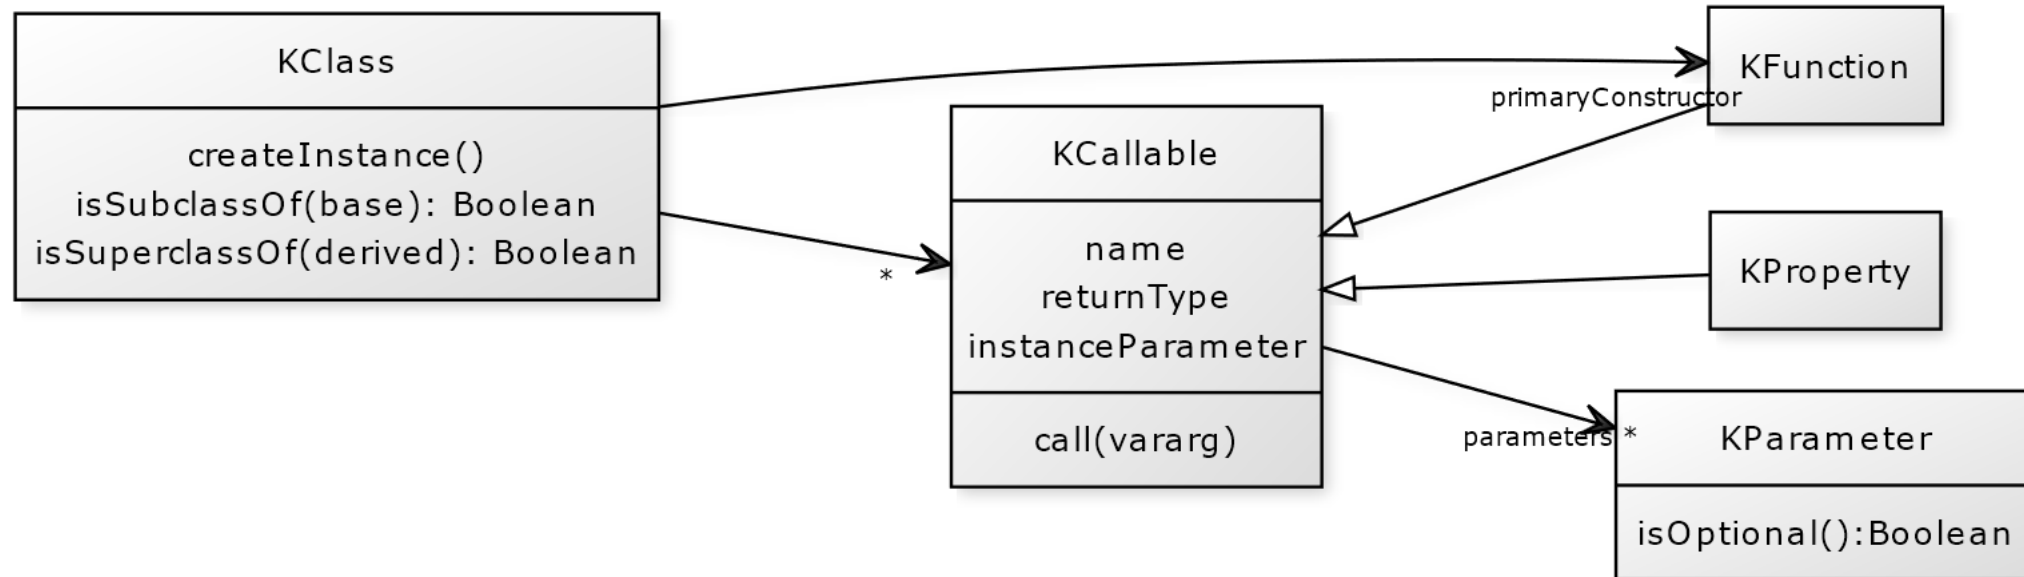 KClass
createInstance()
isSubclassOf(base): Boolean
isSuperclassOf(derived): Boolean
*
KCallable
name
returnType
instanceParameter
call(vararg)
primaryConstructor
KFunction
KProperty
parameters *
KParameter
isOptional():Boolean